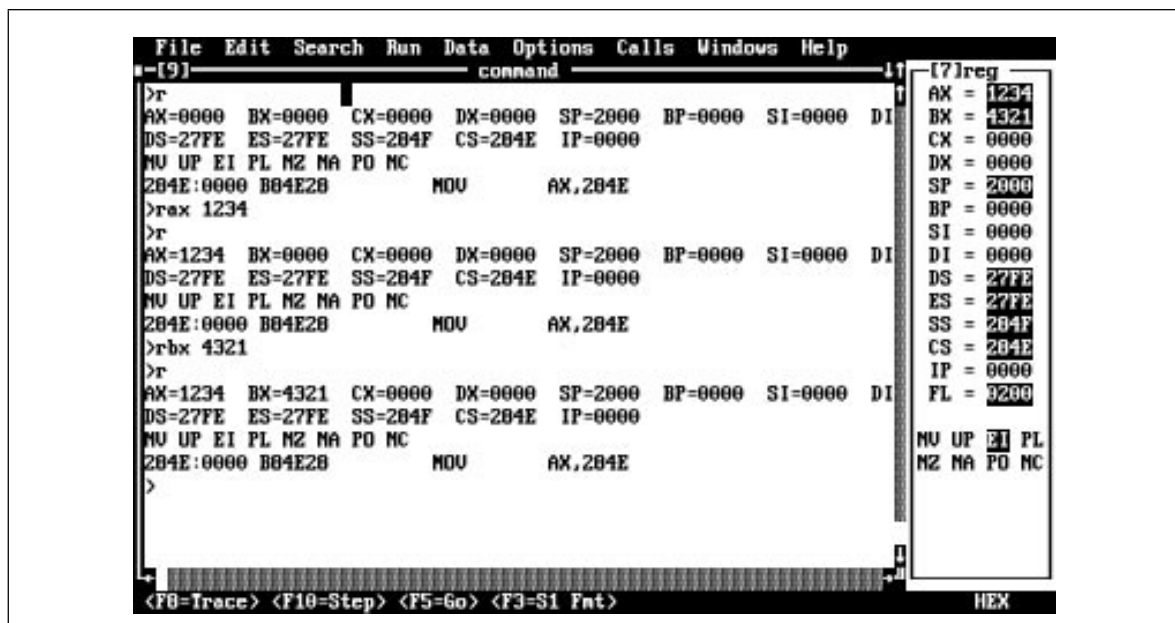 File Edit Search Run Data Options Calls Windows Help
[9] command
>r
AX=0000 BX=0000 CX=0000 DX=0000 SP=2000 BP=0000 SI=0000 DI
DS=27FE ES=27FE SS=284F CS=284E IP=0000
NV UP EI PL NZ NA PO NC
284E:0000 B84E28 MOV AX,284E
>rax 1234
>r
AX=1234 BX=0000 CX=0000 DX=0000 SP=2000 BP=0000 SI=0000 DI
DS=27FE ES=27FE SS=284F CS=284E IP=0000
NV UP EI PL NZ NA PO NC
284E:0000 B84E28 MOV AX,284E
>rbx 4321
>r
AX=1234 BX=4321 CX=0000 DX=0000 SP=2000 BP=0000 SI=0000 DI
DS=27FE ES=27FE SS=284F CS=284E IP=0000
NV UP EI PL NZ NA PO NC
284E:0000 B84E28 MOV AX,284E
>
[7]reg
AX = 1234
BX = 4321
CX = 0000
DX = 0000
SP = 2000
BP = 0000
SI = 0000
DI = 0000
DS = 27FE
ES = 27FE
SS = 284F
CS = 284E
IP = 0000
FL = 0200
NV UP EI PL
NZ NA PO NC
<F8=Trace> <F10=Step> <F5=Go> <F3=S1 Fmt> HEX